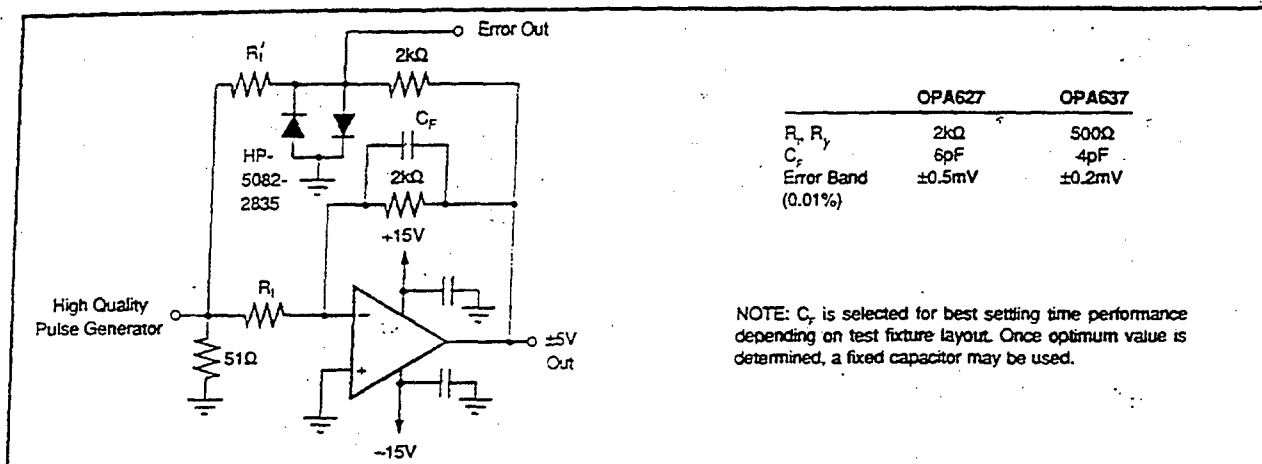 Error Out
R₁′
2kΩ
C_F
HP-
5082-
2835
2kΩ
+15V
High Quality
Pulse Generator
R₁
−
+
51Ω
±5V
Out
−15V
OPA627 OPA637
R₁, R₁′ 2kΩ 500Ω
C_F 6pF 4pF
Error Band ±0.5mV ±0.2mV
(0.01%)
NOTE: C_F is selected for best settling time performance
depending on test fixture layout. Once optimum value is
determined, a fixed capacitor may be used.